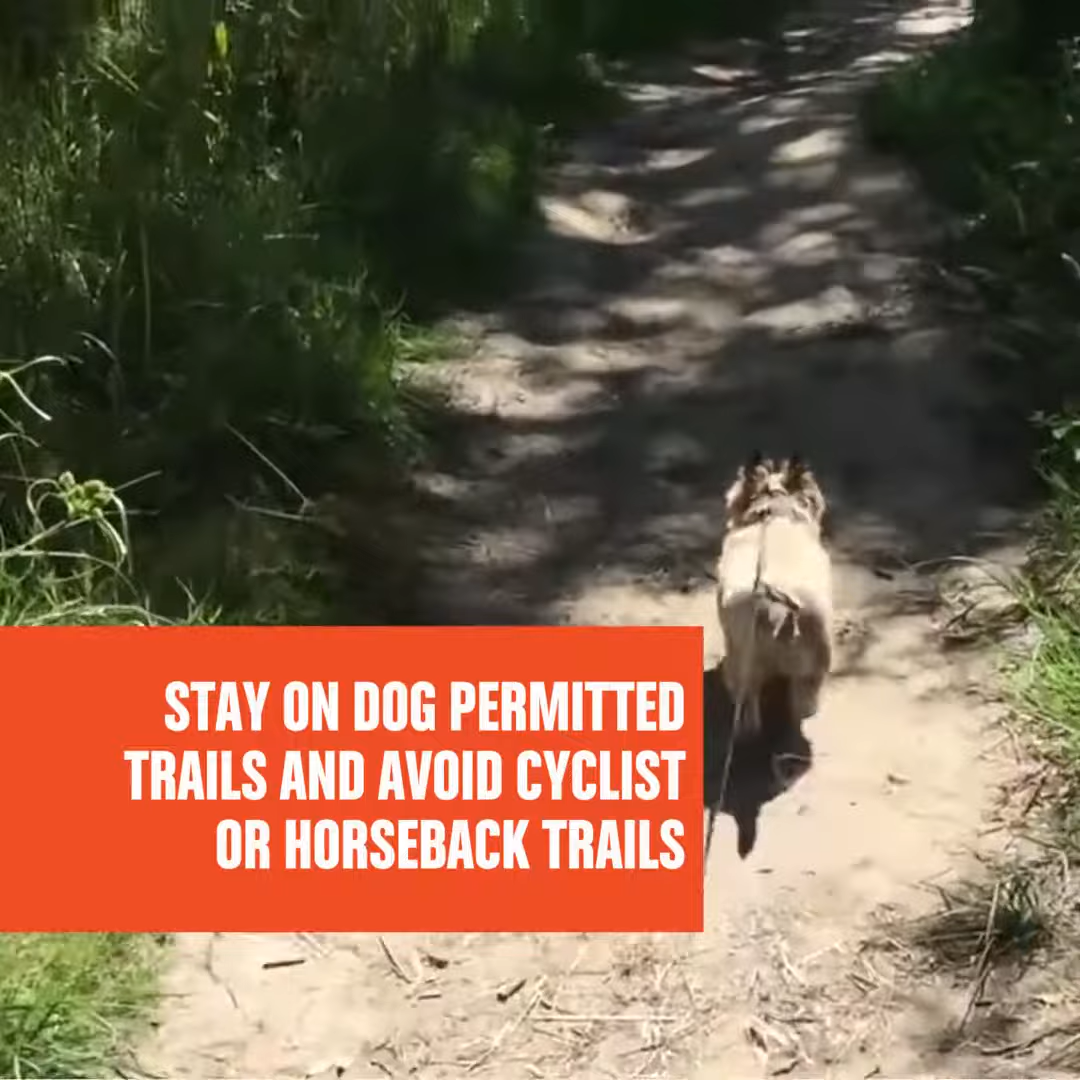 STAY ON DOG PERMITTED
TRAILS AND AVOID CYCLIST
OR HORSEBACK TRAILS